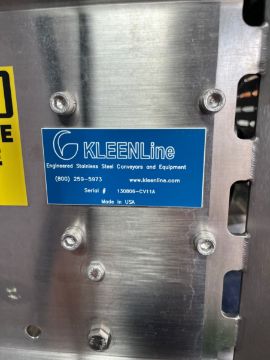 KLEENLine
Engineered Stainless Steel Conveyors and Equipment
(800) 259-5973 www.kleenline.com
Serial # 130806-CV11A
Made in USA